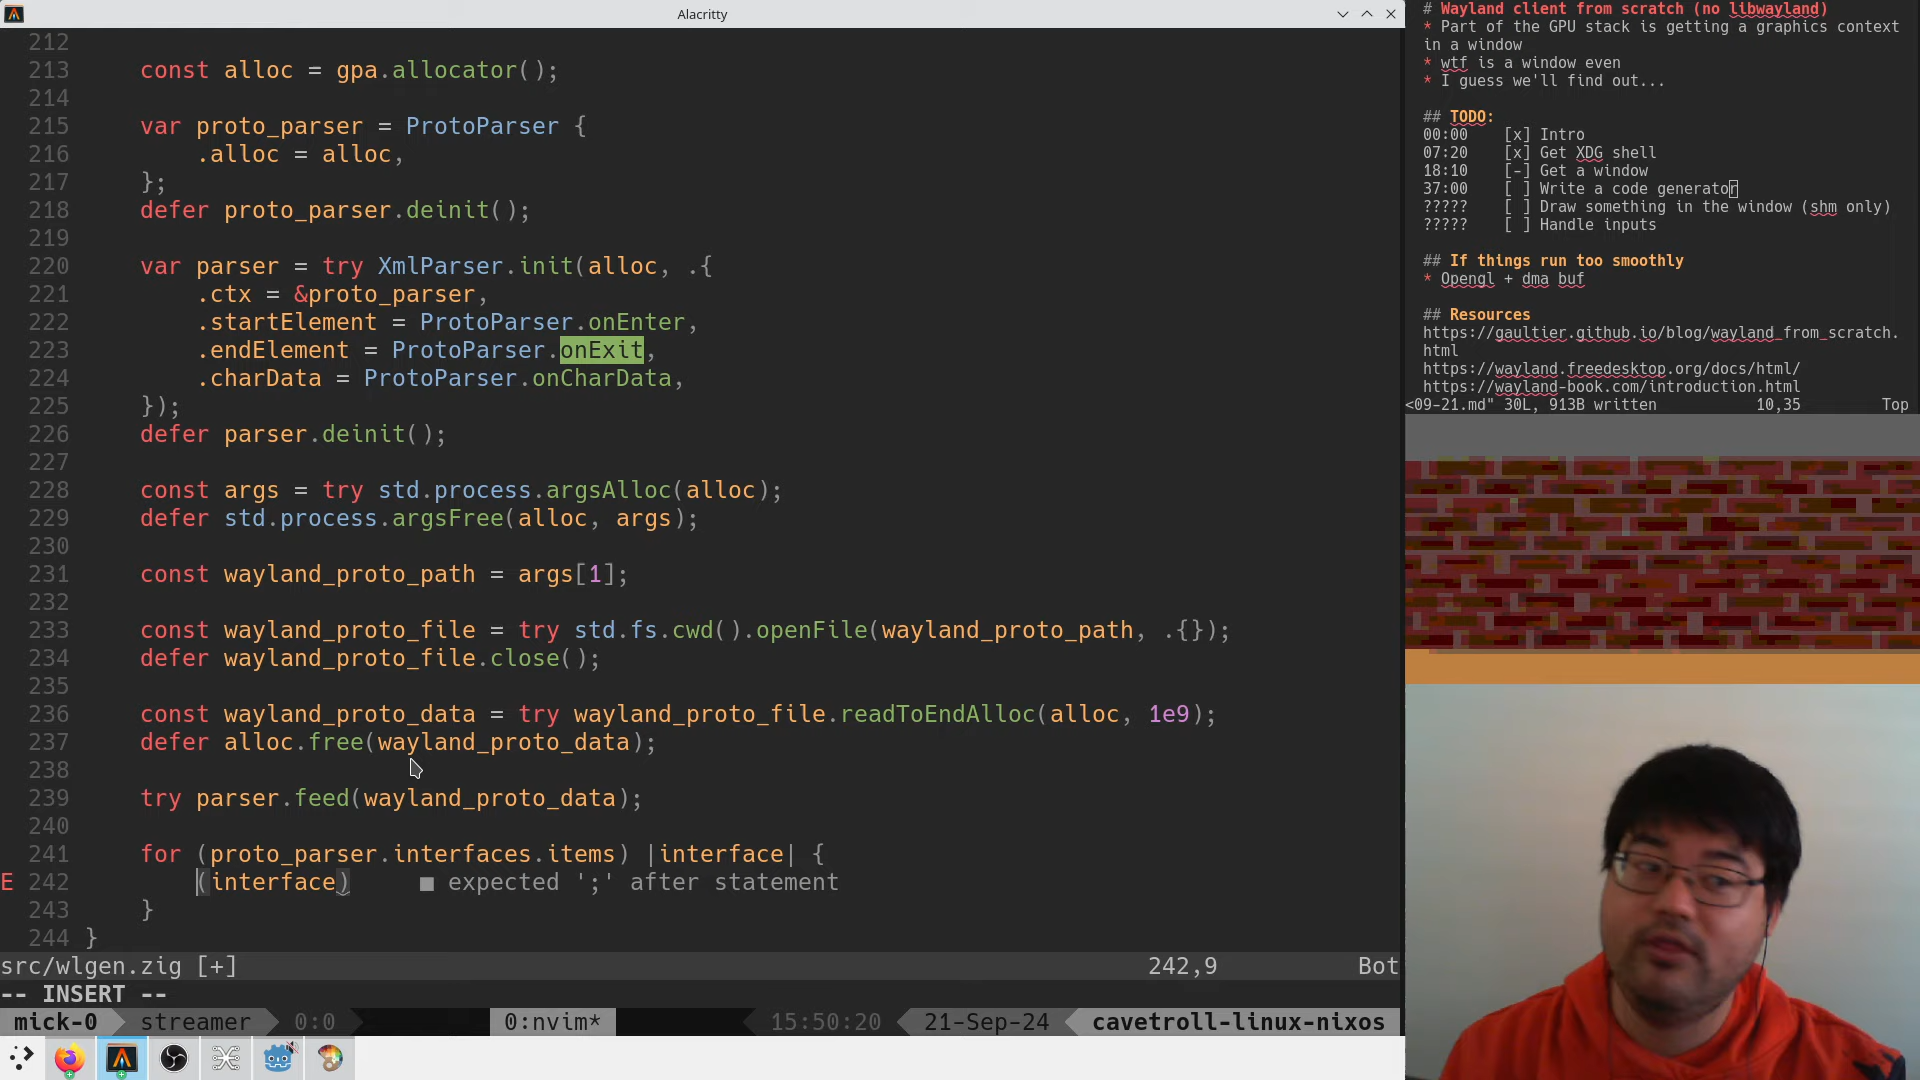 Alacritty
212
213 const alloc = gpa.allocator();
214
215 var proto_parser = ProtoParser {
216 .alloc = alloc,
217 };
218 defer proto_parser.deinit();
219
220 var parser = try XmlParser.init(alloc, .{
221 .ctx = &proto_parser,
222 .startElement = ProtoParser.onEnter,
223 .endElement = ProtoParser.onExit,
224 .charData = ProtoParser.onCharData,
225 });
226 defer parser.deinit();
227
228 const args = try std.process.argsAlloc(alloc);
229 defer std.process.argsFree(alloc, args);
230
231 const wayland_proto_path = args[1];
232
233 const wayland_proto_file = try std.fs.cwd().openFile(wayland_proto_path, .{});
234 defer wayland_proto_file.close();
235
236 const wayland_proto_data = try wayland_proto_file.readToEndAlloc(alloc, 1e9);
237 defer alloc.free(wayland_proto_data);
238
239 try parser.feed(wayland_proto_data);
240
241 for (proto_parser.interfaces.items) |interface| {
E 242 (interface) ■ expected ';' after statement
243 }
244 }
src/wlgen.zig [+] 242,9 Bot
-- INSERT --
mick-0 streamer 0:0 0:nvim* 15:50:20 21-Sep-24 cavetroll-linux-nixos
# Wayland client from scratch (no libwayland)
* Part of the GPU stack is getting a graphics context
in a window
* wtf is a window even
* I guess we'll find out...
## TODO:
00:00 [x] Intro
07:20 [x] Get XDG shell
18:10 [-] Get a window
37:00 [ ] Write a code generator
????? [ ] Draw something in the window (shm only)
????? [ ] Handle inputs
## If things run too smoothly
* Opengl + dma buf
## Resources
https://gaultier.github.io/blog/wayland_from_scratch.
html
https://wayland.freedesktop.org/docs/html/
https://wayland-book.com/introduction.html
<09-21.md" 30L, 913B written 10,35 Top